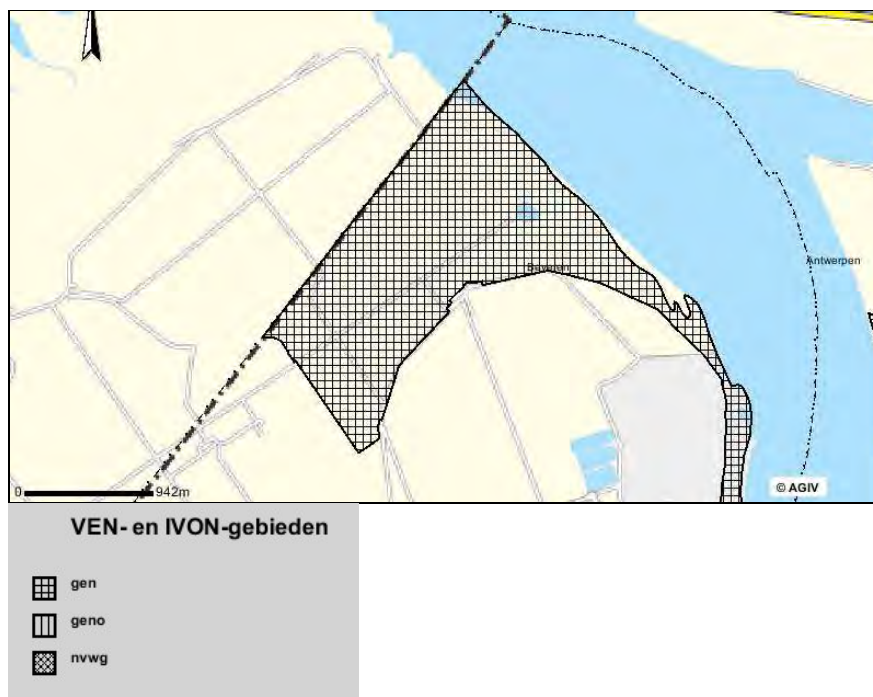 Antwerpen
0 942m
© AGIV
VEN- en IVON-gebieden
gen
geno
nvwg